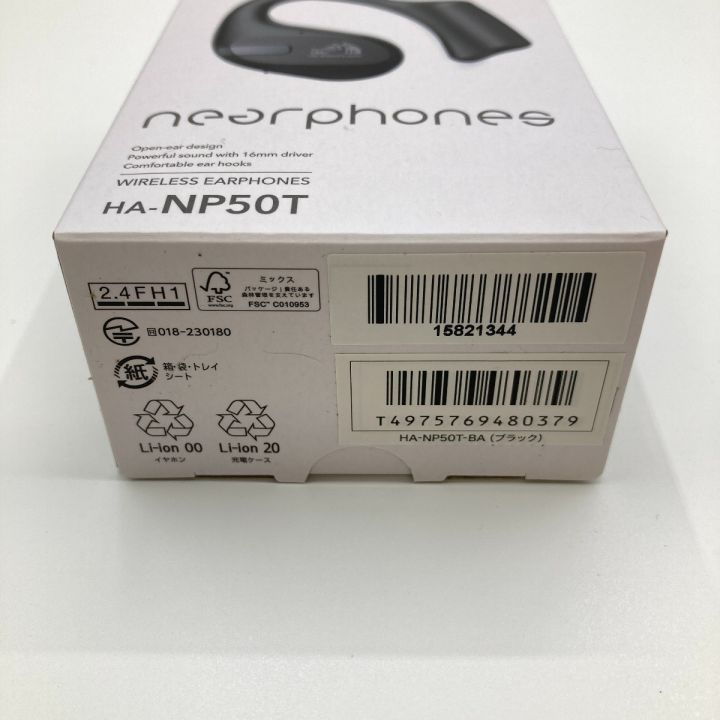 nearphones
Open-ear design
Powerful sound with 16mm driver
Comfortable ear hooks
WIRELESS EARPHONES
HA-NP50T
2.4FH1
FSC
www.fsc.org
ミックス
パッケージ | 責任ある
森林管理を支えています
FSC™ C010953
15821344
018-230180
紙
箱・袋・トレイ
シート
T4975769480379
HA-NP50T-BA (ブラック)
Li-ion 00
イヤホン
Li-ion 20
充電ケース